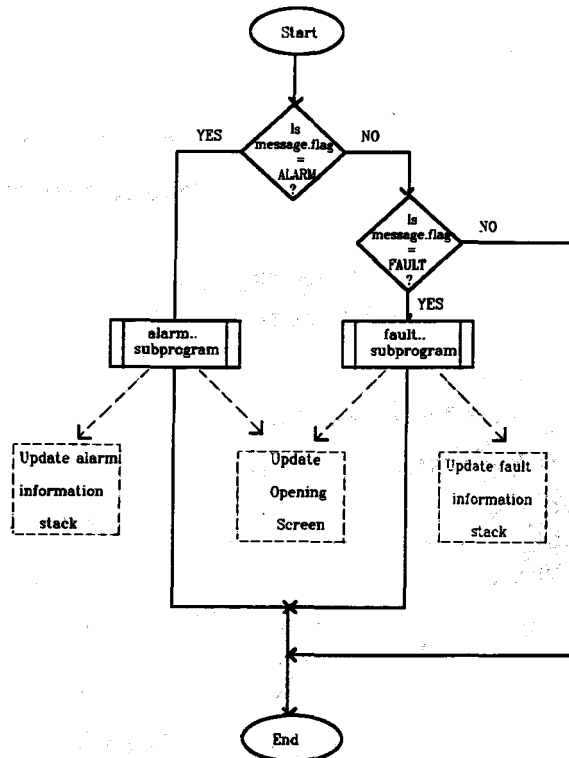 Start
Is
message.flag
=
ALARM
?
YES
NO
Is
message.flag
=
FAULT
?
NO
YES
alarm..
subprogram
fault..
subprogram
Update alarm
information
stack
Update
Opening
Screen
Update fault
information
stack
End